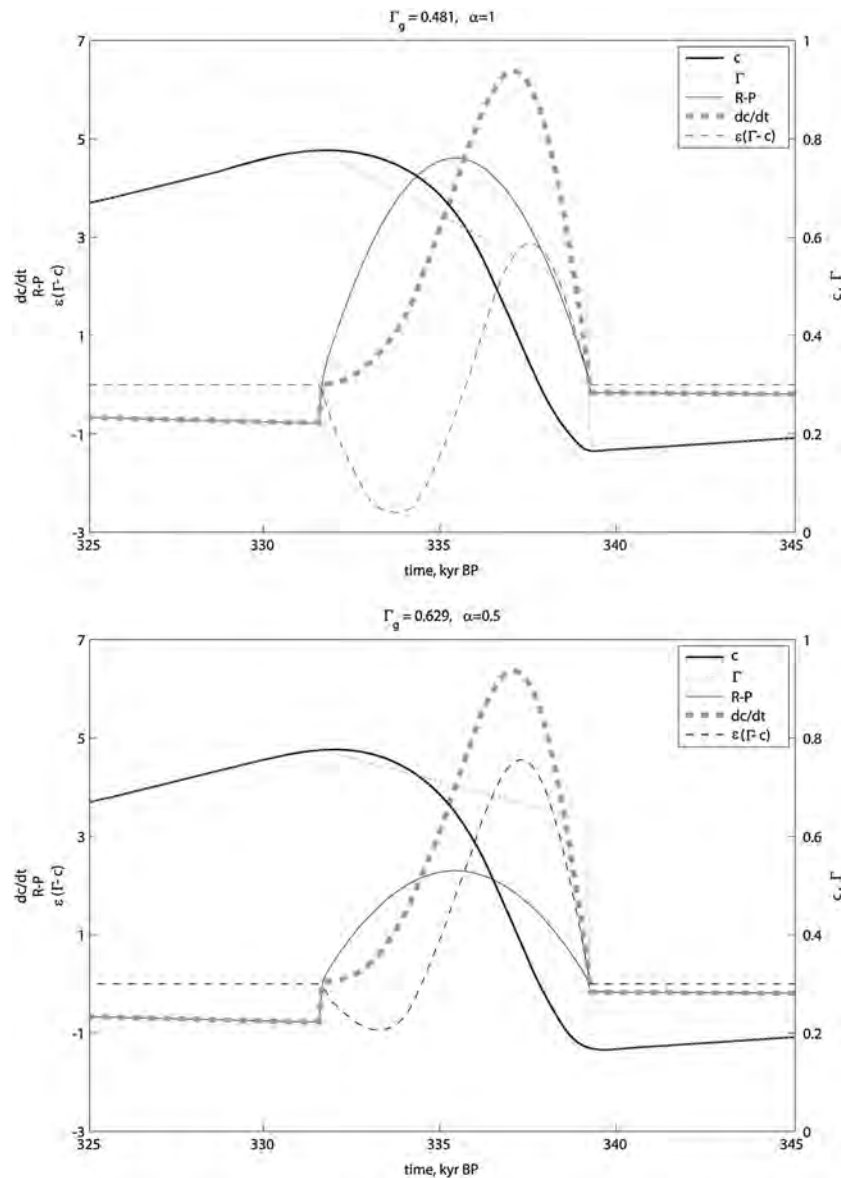 Γg = 0.481, α=1
7
5
3
1
-1
-3
dc/dt
R-P
ε(Γ- c)
1
0.8
0.6
0.4
0.2
0
c, Γ
c
Γ
R-P
dc/dt
ε(Γ- c)
325
330
335
340
345
time, kyr BP
Γg = 0.629, α=0.5
7
5
3
1
-1
-3
dc/dt
R-P
ε (Γ- c)
1
0.8
0.6
0.4
0.2
0
c, Γ
c
Γ
R-P
dc/dt
ε(Γ- c)
325
330
335
340
345
time, kyr BP